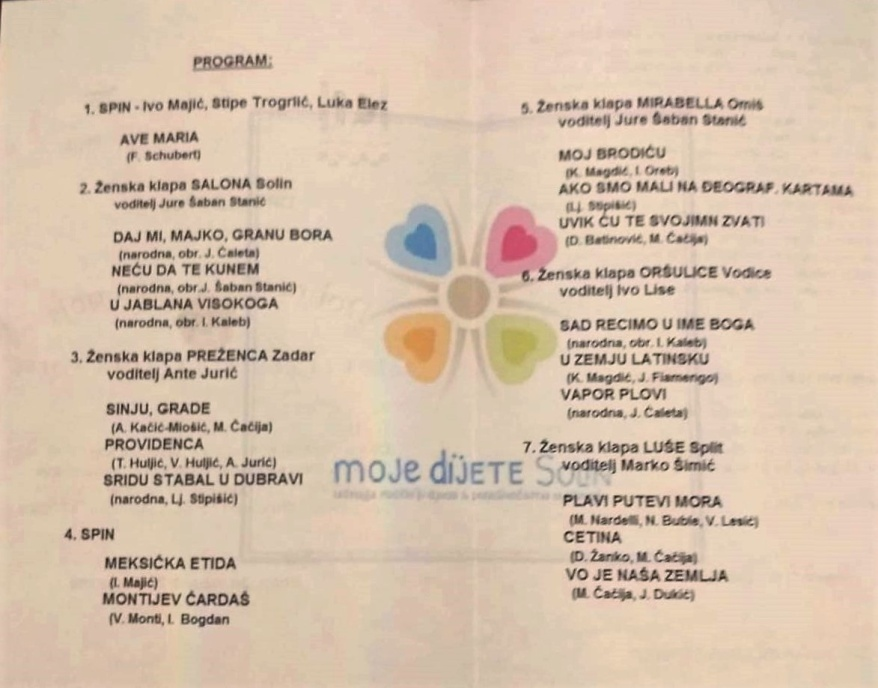 PROGRAM:
1. SPIN - Ivo Majić, Stipe Trogrlić, Luka Elez
AVE MARIA
(F. Schubert)
2. Ženska klapa SALONA Solin
voditelj Jure Šaban Stanić
DAJ MI, MAJKO, GRANU BORA
(narodna, obr. J. Ćaleta)
NEĆU DA TE KUNEM
(narodna, obr.J. Šaban Stanić)
U JABLANA VISOKOGA
(narodna, obr. I. Kaleb)
3. Ženska klapa PREŽENCA Zadar
voditelj Ante Jurić
SINJU, GRADE
(A. Kačić-Miošić, M. Čačija)
PROVIDENCA
(T. Huljić, V. Huljić, A. Jurić)
SRIDU STABAL U DUBRAVI
(narodna, Lj. Stipišić)
4. SPIN
MEKSIČKA ETIDA
(I. Majić)
MONTIJEV ČARDAŠ
(V. Monti, I. Bogdan
5. Ženska klapa MIRABELLA Omiš
voditelj Jure Šaban Stanić
MOJ BRODIĆU
(K. Magdić, I. Oreb)
AKO SMO MALI NA ĐEOGRAF. KARTAMA
(Lj. Stipišić)
UVIK ĆU TE SVOJIMN ZVATI
(D. Batinović, M. Čačija)
6. Ženska klapa ORŠULICE Vodice
voditelj Ivo Lise
SAD RECIMO U IME BOGA
(narodna, obr. I. Kaleb)
U ZEMJU LATINSKU
(K. Magdić, J. Fiamengo)
VAPOR PLOVI
(narodna, J. Ćaleta)
7. Ženska klapa LUŠE Split
voditelj Marko Šimić
PLAVI PUTEVI MORA
(M. Nardelli, N. Buble, V. Lesić)
CETINA
(D. Žanko, M. Čačija)
VO JE NAŠA ZEMLJA
(M. Čačija, J. Dukić)
moje dijete SOLIN